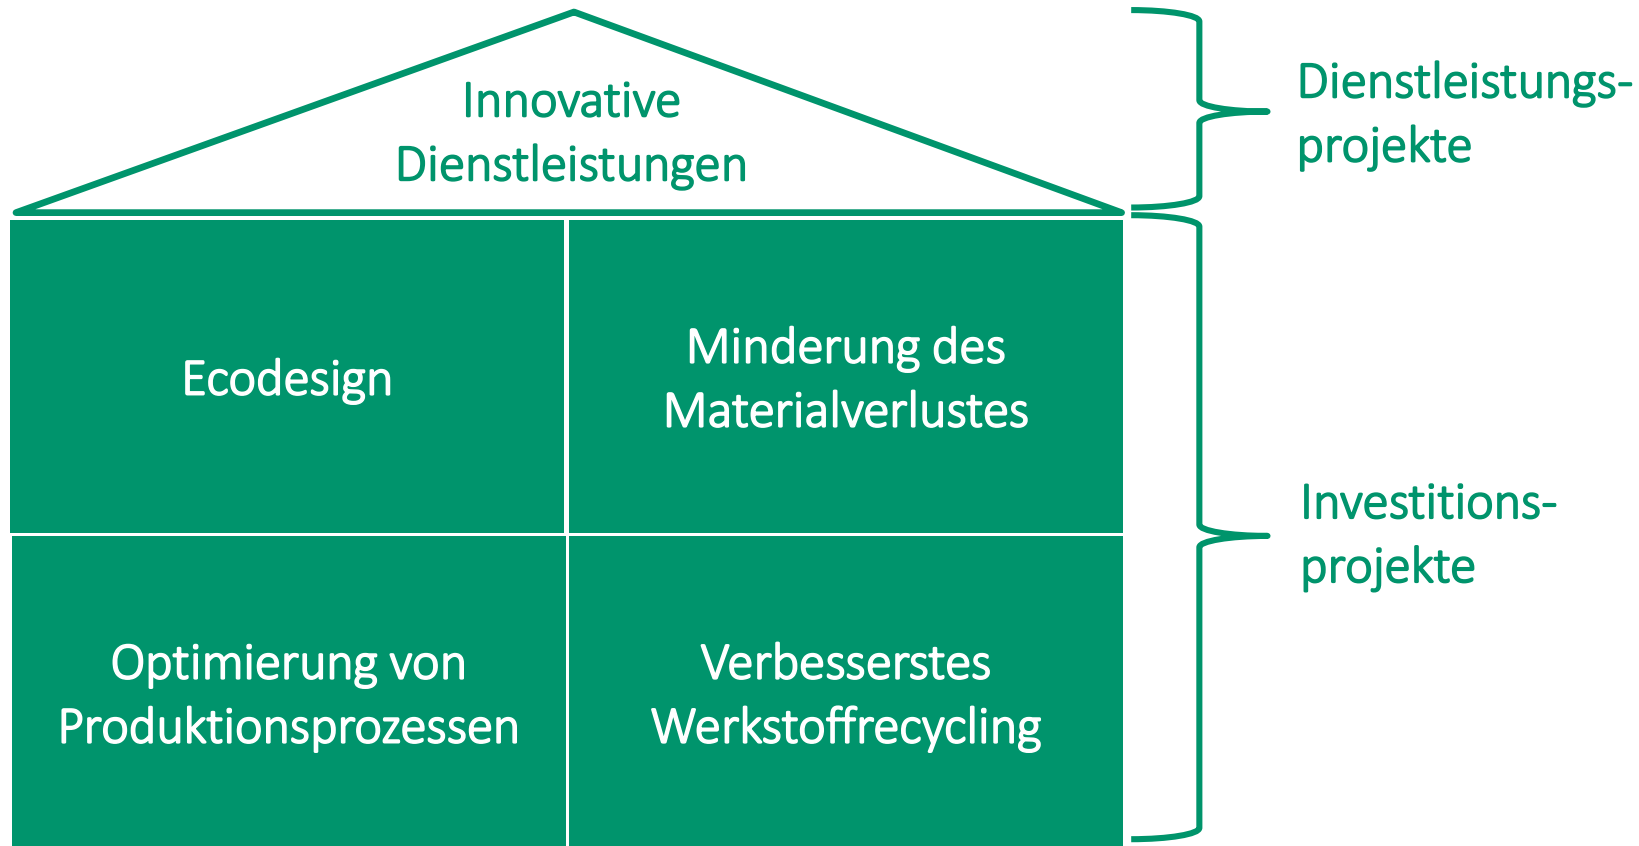 Innovative
Dienstleistungen
Dienstleistungs-
projekte
Ecodesign
Minderung des
Materialverlustes
Investitions-
projekte
Optimierung von
Produktionsprozessen
Verbesserstes
Werkstoffrecycling